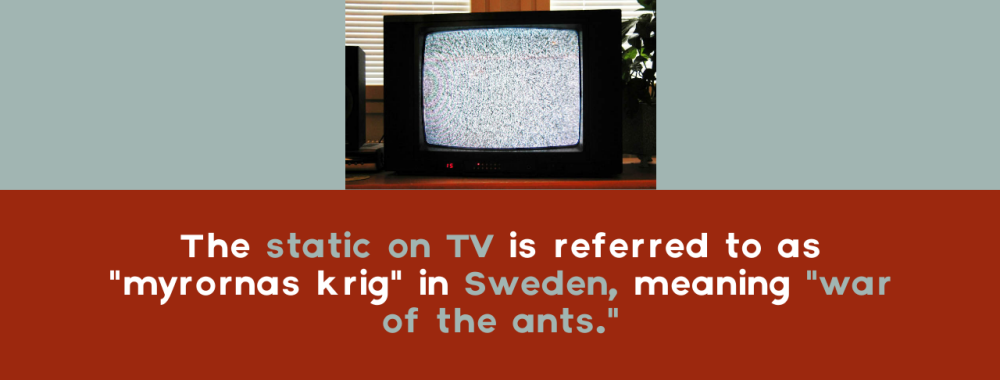 The static on TV is referred to as
"myrornas krig" in Sweden, meaning "war
of the ants."